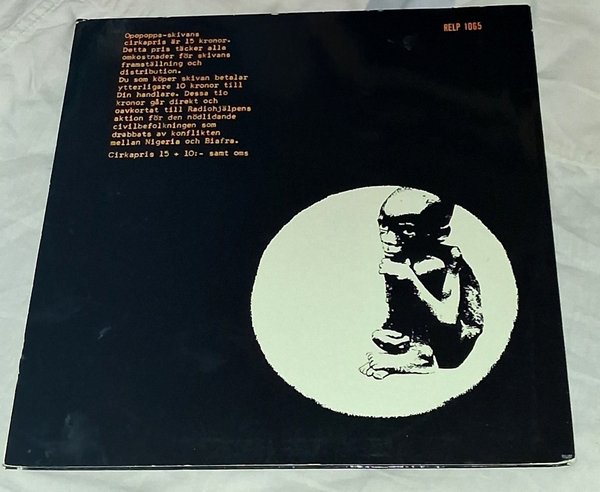 Opopoppa-skivans
cirkapris är 15 kronor.
Detta pris täcker alla
omkostnader för skivans
framställning och
distribution.
Du som köper skivan betalar
ytterligare 10 kronor till
Din handlare. Dessa tio
kronor går direkt och
oavkortat till Radiohjälpens
aktion för den nödlidande
civilbefolkningen som
drabbats av konflikten
mellan Nigeria och Biafra.
Cirkapris 15 + 10:- samt oms
RELP 1065